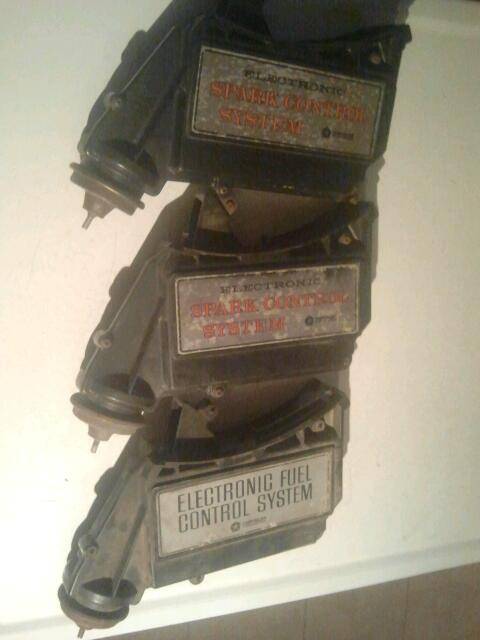 ELECTRONIC
SPARK CONTROL
SYSTEM
ELECTRONIC
SPARK CONTROL
SYSTEM
ELECTRONIC FUEL
CONTROL SYSTEM